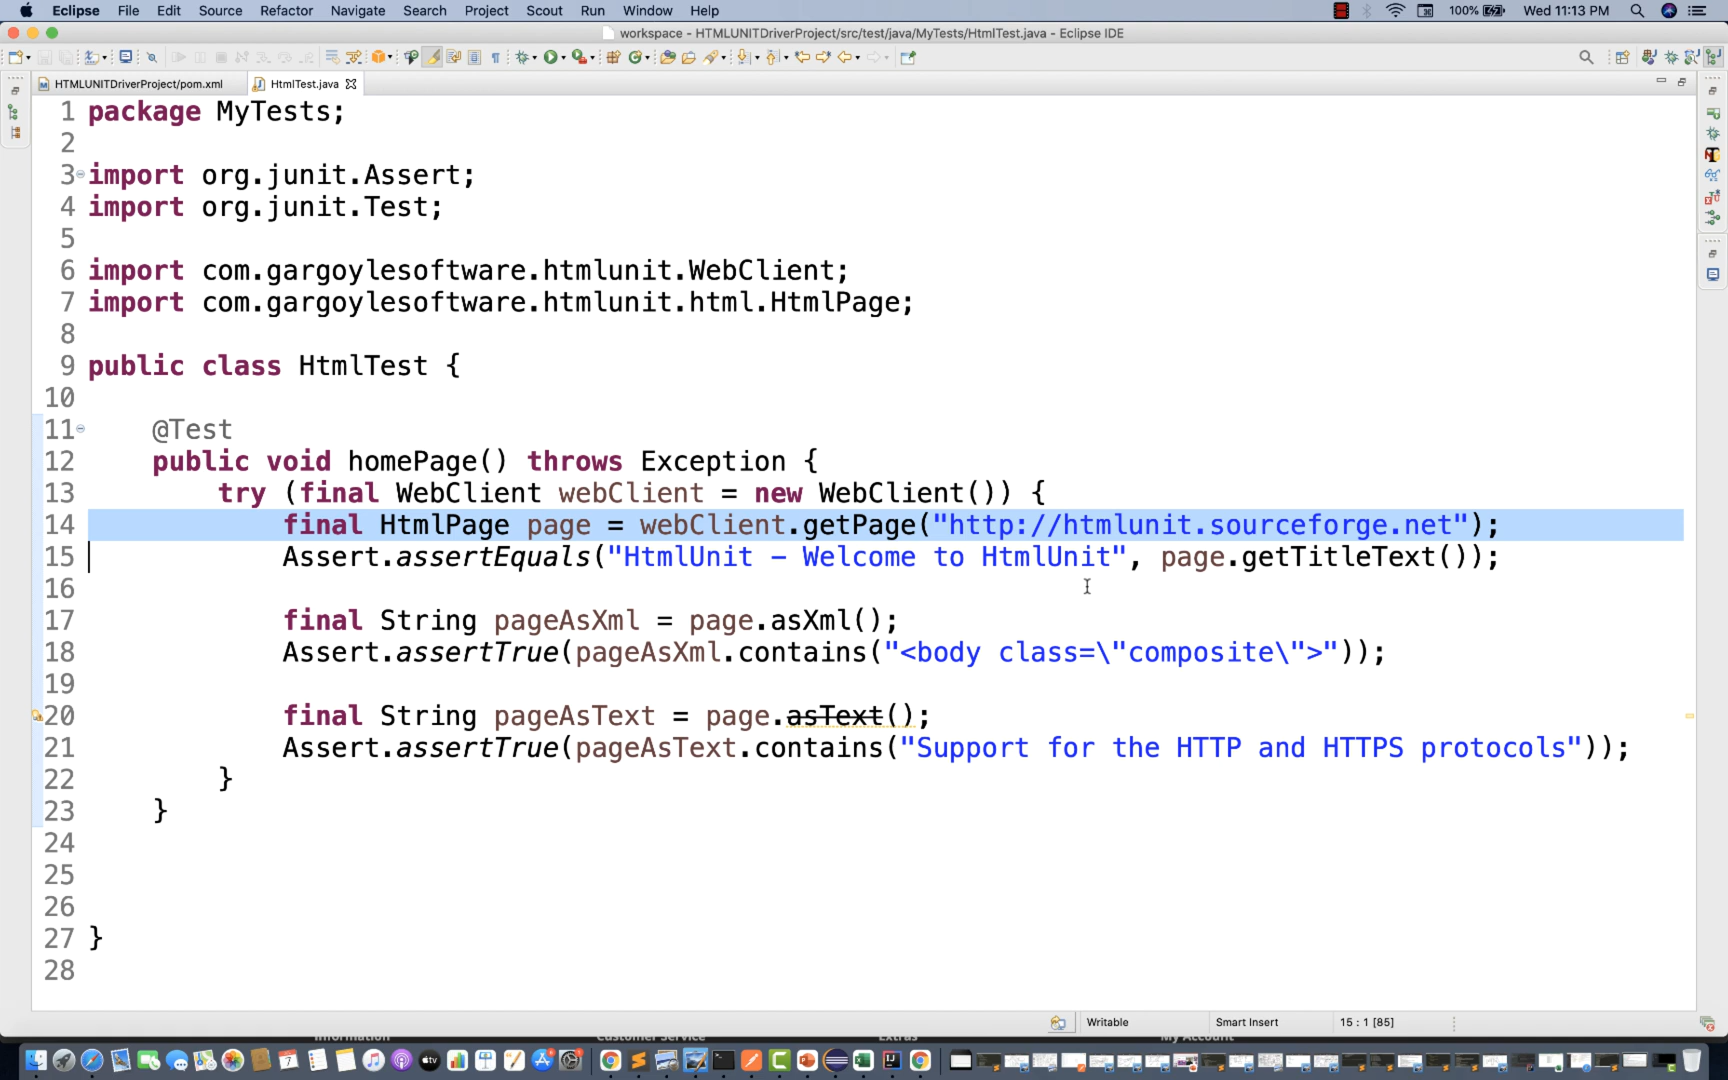 Eclipse File Edit Source Refactor Navigate Search Project Scout Run Window Help 100% Wed 11:13 PM
workspace - HTMLUNITDriverProject/src/test/java/MyTests/HtmlTest.java - Eclipse IDE
HTMLUNITDriverProject/pom.xml HtmlTest.java
1 package MyTests;
2
3 import org.junit.Assert;
4 import org.junit.Test;
5
6 import com.gargoylesoftware.htmlunit.WebClient;
7 import com.gargoylesoftware.htmlunit.html.HtmlPage;
8
9 public class HtmlTest {
10
11 @Test
12 public void homePage() throws Exception {
13 try (final WebClient webClient = new WebClient()) {
14 final HtmlPage page = webClient.getPage("http://htmlunit.sourceforge.net");
15 Assert.assertEquals("HtmlUnit – Welcome to HtmlUnit", page.getTitleText());
16
17 final String pageAsXml = page.asXml();
18 Assert.assertTrue(pageAsXml.contains("<body class=\"composite\">"));
19
20 final String pageAsText = page.asText();
21 Assert.assertTrue(pageAsText.contains("Support for the HTTP and HTTPS protocols"));
22 }
23 }
24
25
26
27 }
28
Writable Smart Insert 15 : 1 [85]
Information Customer Service Extras My Account